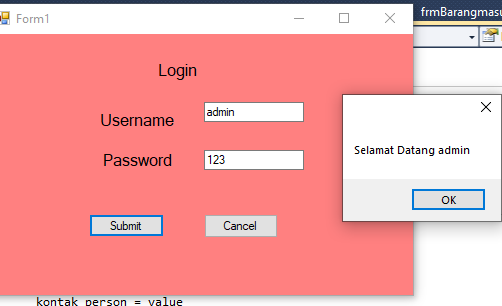 Form1
frmBarangmasu
Login
Username
admin
Password
123
Submit
Cancel
Selamat Datang admin
OK
kontak person = value